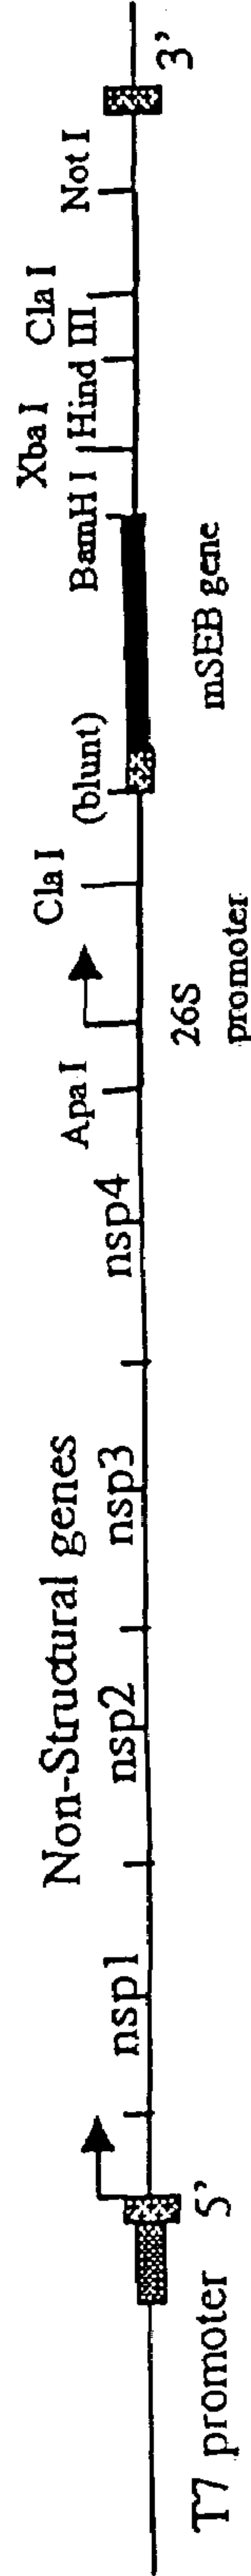 Non-Structural genes
T7 promoter
5'
nsp1
nsp2
nsp3
nsp4
Apa I
26S
promoter
Cla I
(blunt)
mSEB gene
BamH I
Xba I
Hind III
Cla I
Not I
3'